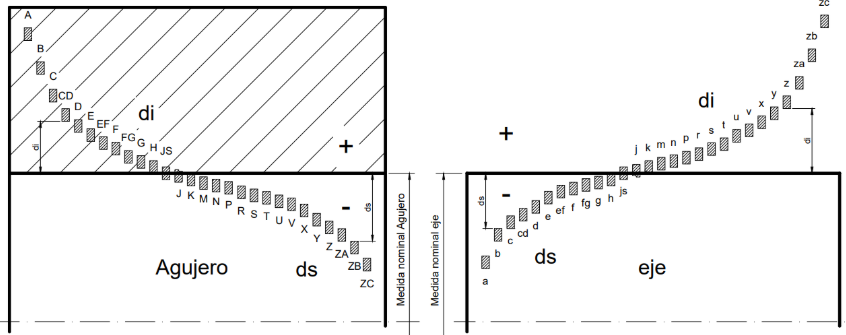 A
B
C
CD
D
E
EF
F
FG
G
H
JS
di
di
+
J
K
M
N
P
R
S
T
U
V
X
Y
Z
ZA
ZB
ZC
-
ds
ds
Agujero
Medida nominal Agujero
Medida nominal eje
zc
zb
za
z
y
x
v
u
t
s
r
p
n
m
k
j
di
di
+
-
ds
js
h
g
fg
f
ef
e
d
cd
c
b
a
ds
eje